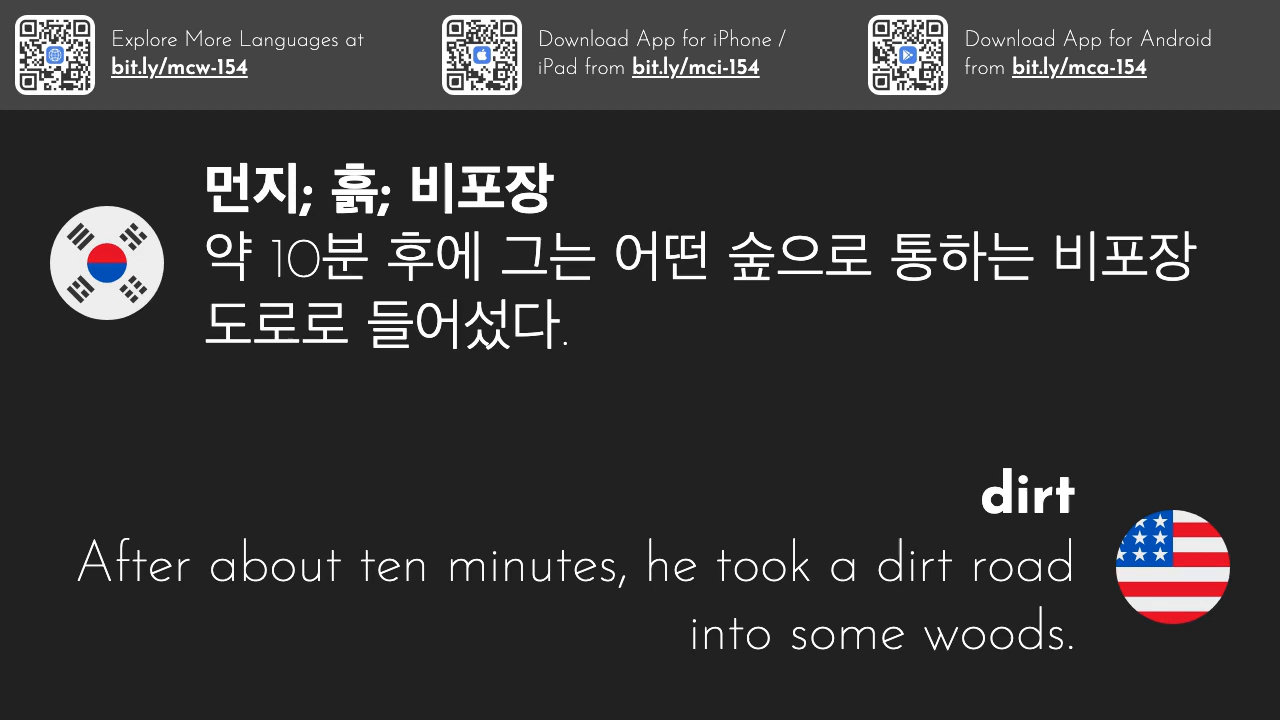 Explore More Languages at
bit.ly/mcw-154
Download App for iPhone /
iPad from bit.ly/mci-154
Download App for Android
from bit.ly/mca-154
먼지; 흙; 비포장
약 10분 후에 그는 어떤 숲으로 통하는 비포장
도로로 들어섰다.
dirt
After about ten minutes, he took a dirt road
into some woods.